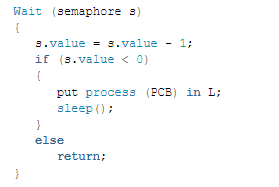 Wait (semaphore s)
{
s.value = s.value - 1;
if (s.value < 0)
{
put process (PCB) in L;
sleep();
}
else
return;
}